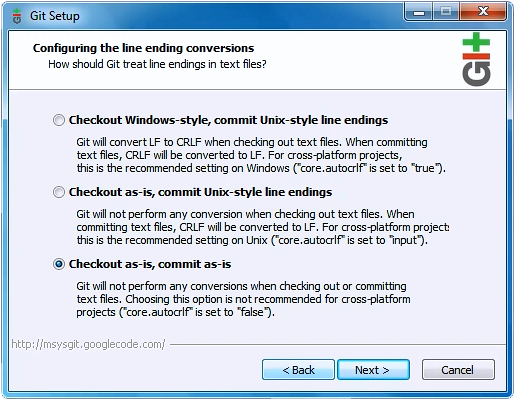 Git Setup
Configuring the line ending conversions
How should Git treat line endings in text files?
Git
Checkout Windows-style, commit Unix-style line endings
Git will convert LF to CRLF when checking out text files. When committing
text files, CRLF will be converted to LF. For cross-platform projects,
this is the recommended setting on Windows ("core.autocrlf" is set to "true").
Checkout as-is, commit Unix-style line endings
Git will not perform any conversion when checking out text files. When
committing text files, CRLF will be converted to LF. For cross-platform projects
this is the recommended setting on Unix ("core.autocrlf" is set to "input").
Checkout as-is, commit as-is
Git will not perform any conversions when checking out or committing
text files. Choosing this option is not recommended for cross-platform
projects ("core.autocrlf" is set to "false").
http://msysgit.googlecode.com/
< Back
Next >
Cancel